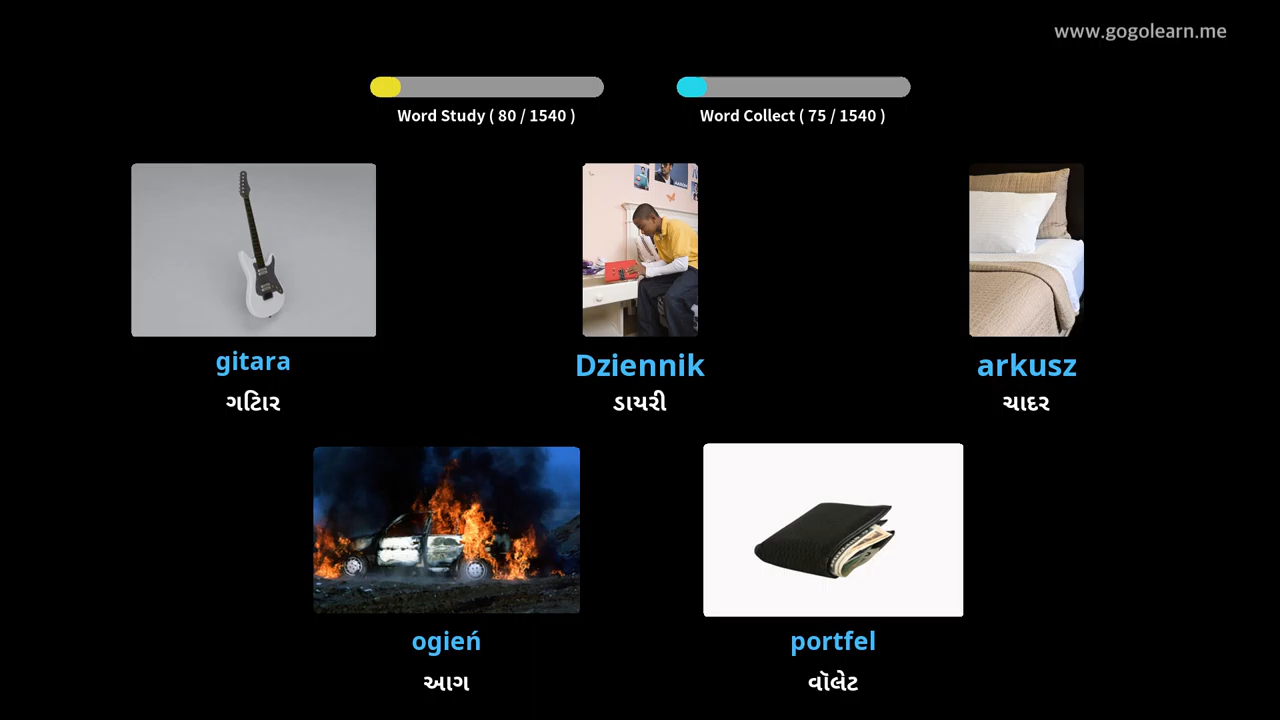 www.gogolearn.me
Word Study ( 80 / 1540 )
Word Collect ( 75 / 1540 )
gitara
Dziennik
arkusz
ગટિાર
ડાયરી
ચાદર
ogień
portfel
આગ
વૉલેટ